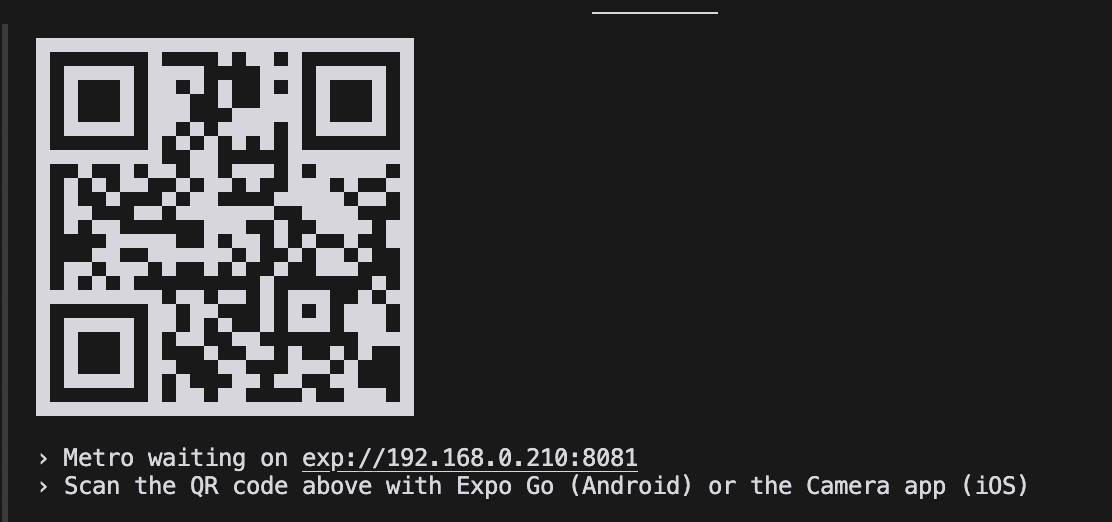 › Metro waiting on exp://192.168.0.210:8081
› Scan the QR code above with Expo Go (Android) or the Camera app (iOS)